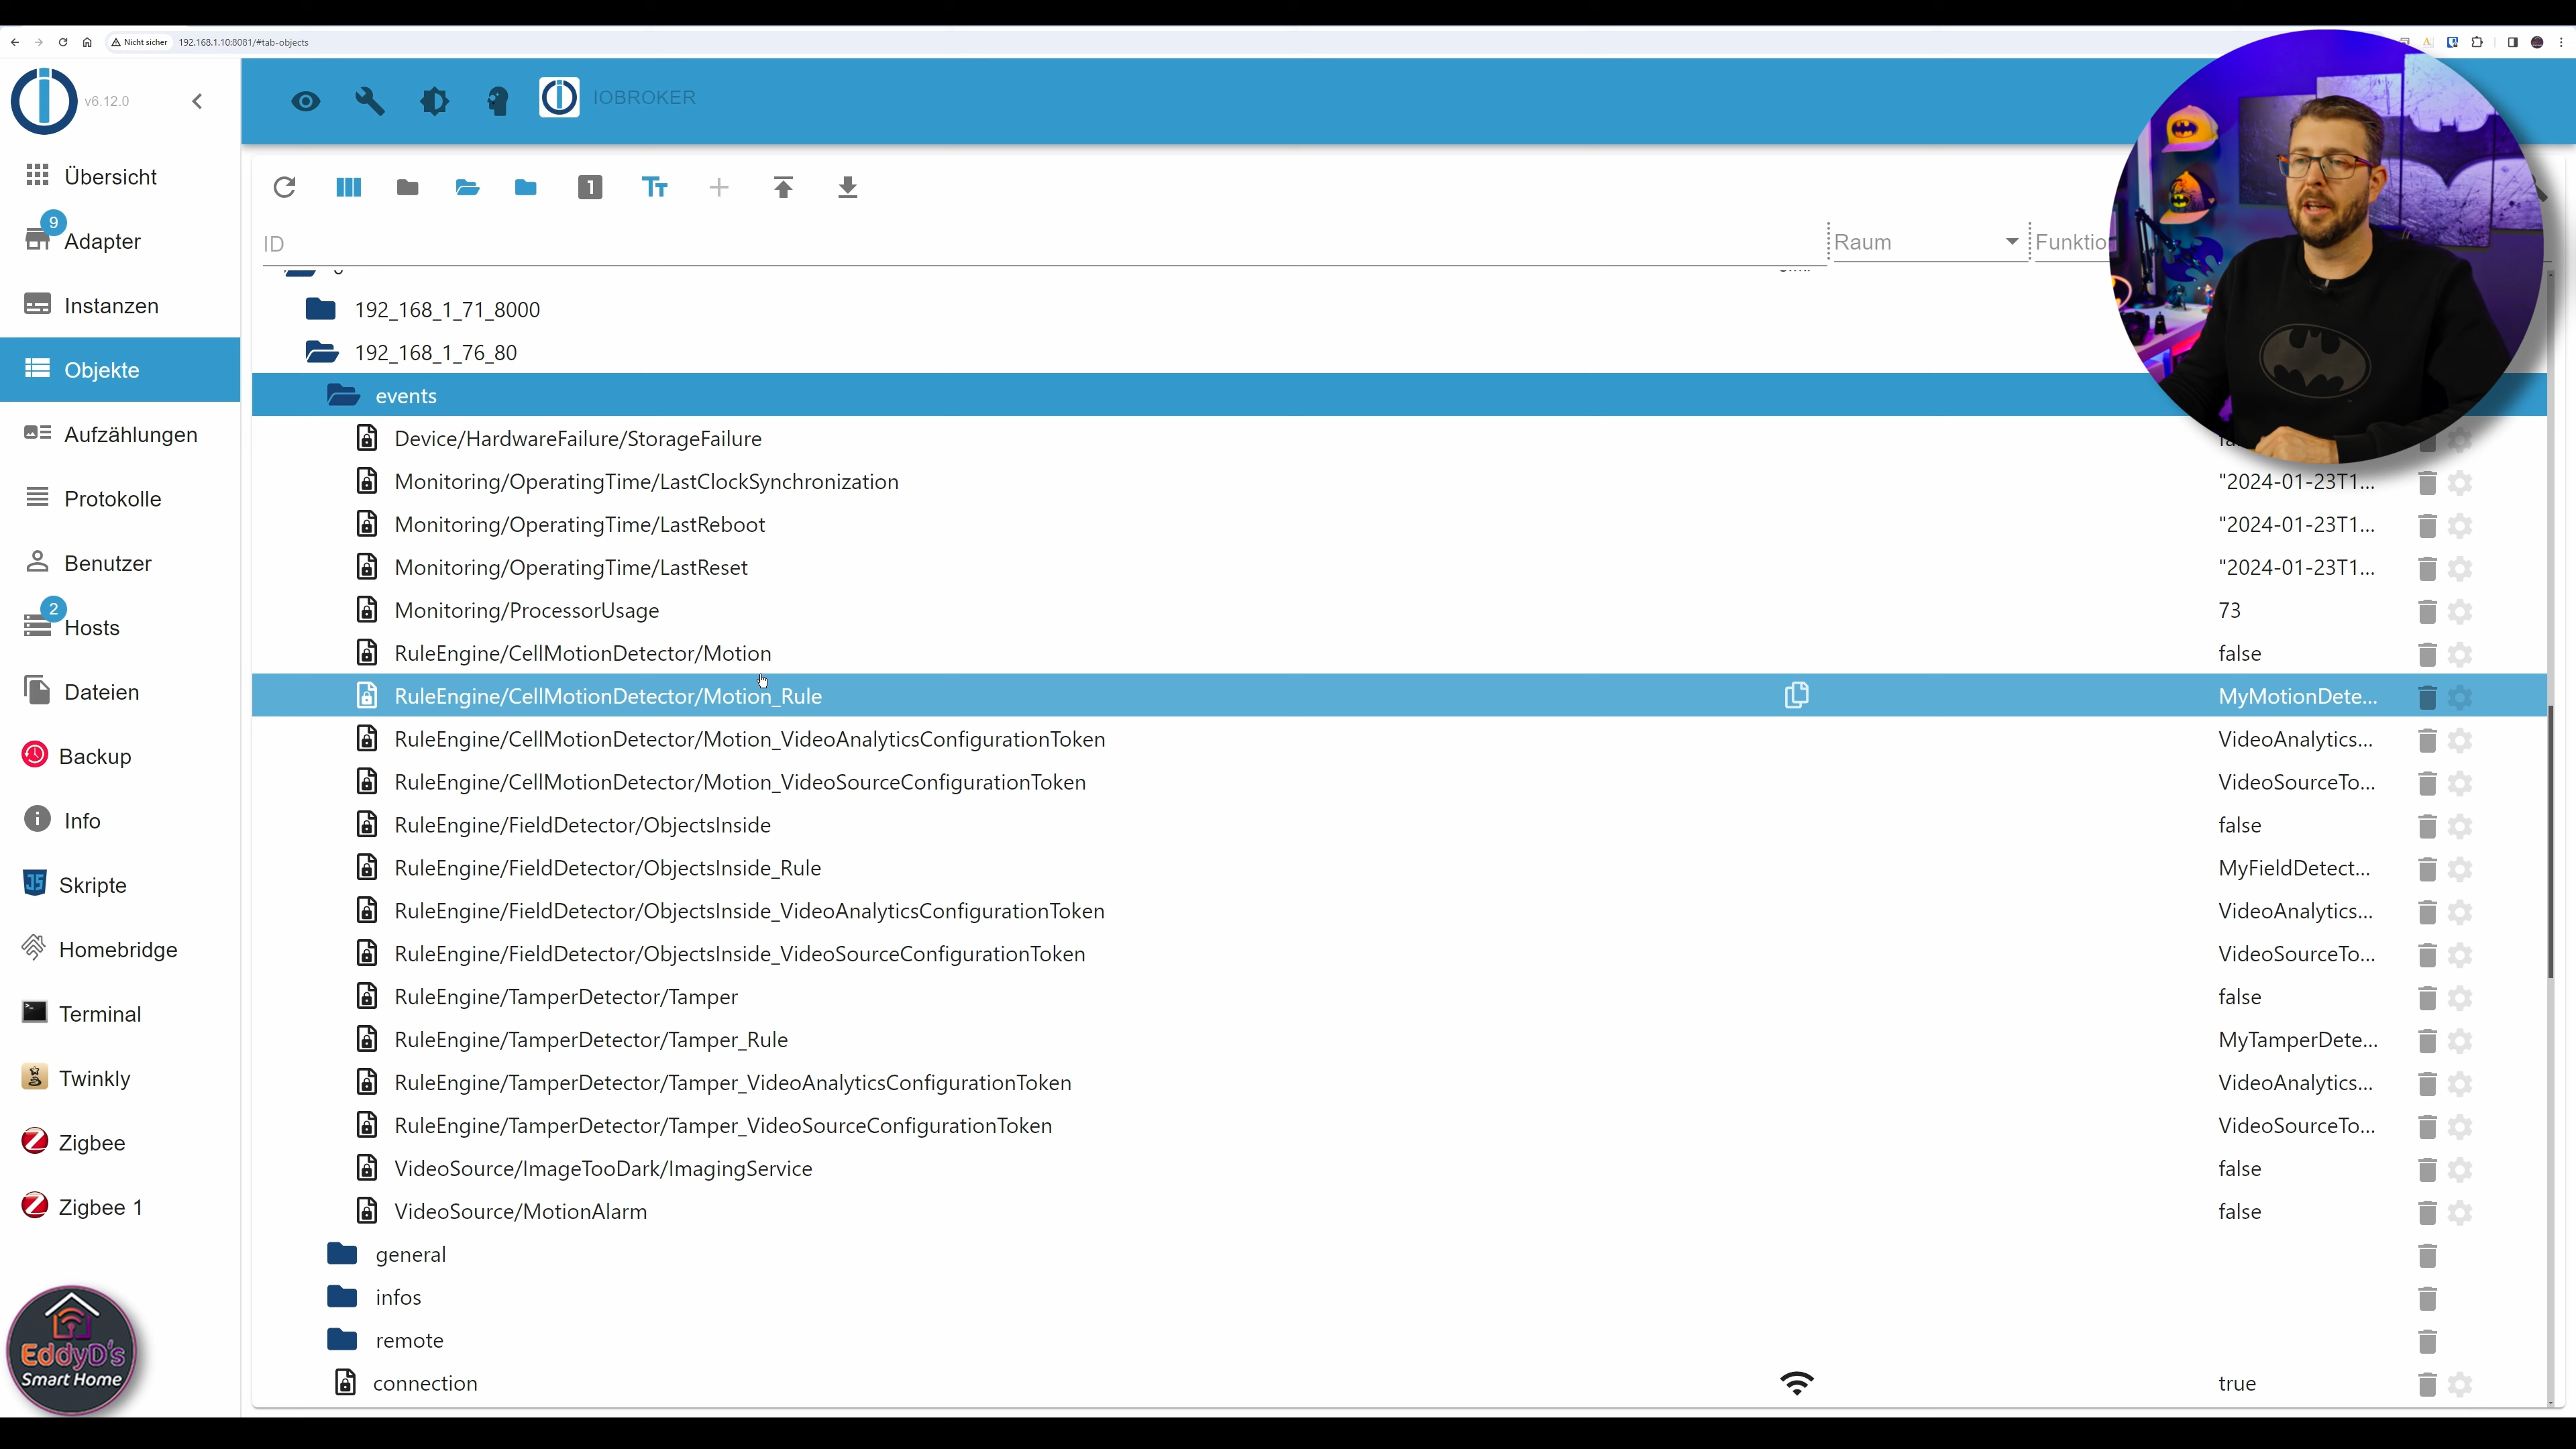 Nicht sicher 192.168.1.10:8081/#tab-objects
v6.12.0
IOBROKER
Übersicht
9
Adapter
Instanzen
Objekte
Aufzählungen
Protokolle
Benutzer
2
Hosts
Dateien
Backup
Info
Skripte
Homebridge
Terminal
Twinkly
Zigbee
Zigbee 1
EddyD's
Smart Home
1
ID
Raum
Funktio
192_168_1_71_8000
192_168_1_76_80
events
Device/HardwareFailure/StorageFailure
Monitoring/OperatingTime/LastClockSynchronization "2024-01-23T1...
Monitoring/OperatingTime/LastReboot "2024-01-23T1...
Monitoring/OperatingTime/LastReset "2024-01-23T1...
Monitoring/ProcessorUsage 73
RuleEngine/CellMotionDetector/Motion false
RuleEngine/CellMotionDetector/Motion_Rule MyMotionDete...
RuleEngine/CellMotionDetector/Motion_VideoAnalyticsConfigurationToken VideoAnalytics...
RuleEngine/CellMotionDetector/Motion_VideoSourceConfigurationToken VideoSourceTo...
RuleEngine/FieldDetector/ObjectsInside false
RuleEngine/FieldDetector/ObjectsInside_Rule MyFieldDetect...
RuleEngine/FieldDetector/ObjectsInside_VideoAnalyticsConfigurationToken VideoAnalytics...
RuleEngine/FieldDetector/ObjectsInside_VideoSourceConfigurationToken VideoSourceTo...
RuleEngine/TamperDetector/Tamper false
RuleEngine/TamperDetector/Tamper_Rule MyTamperDete...
RuleEngine/TamperDetector/Tamper_VideoAnalyticsConfigurationToken VideoAnalytics...
RuleEngine/TamperDetector/Tamper_VideoSourceConfigurationToken VideoSourceTo...
VideoSource/ImageTooDark/ImagingService false
VideoSource/MotionAlarm false
general
infos
remote
connection true